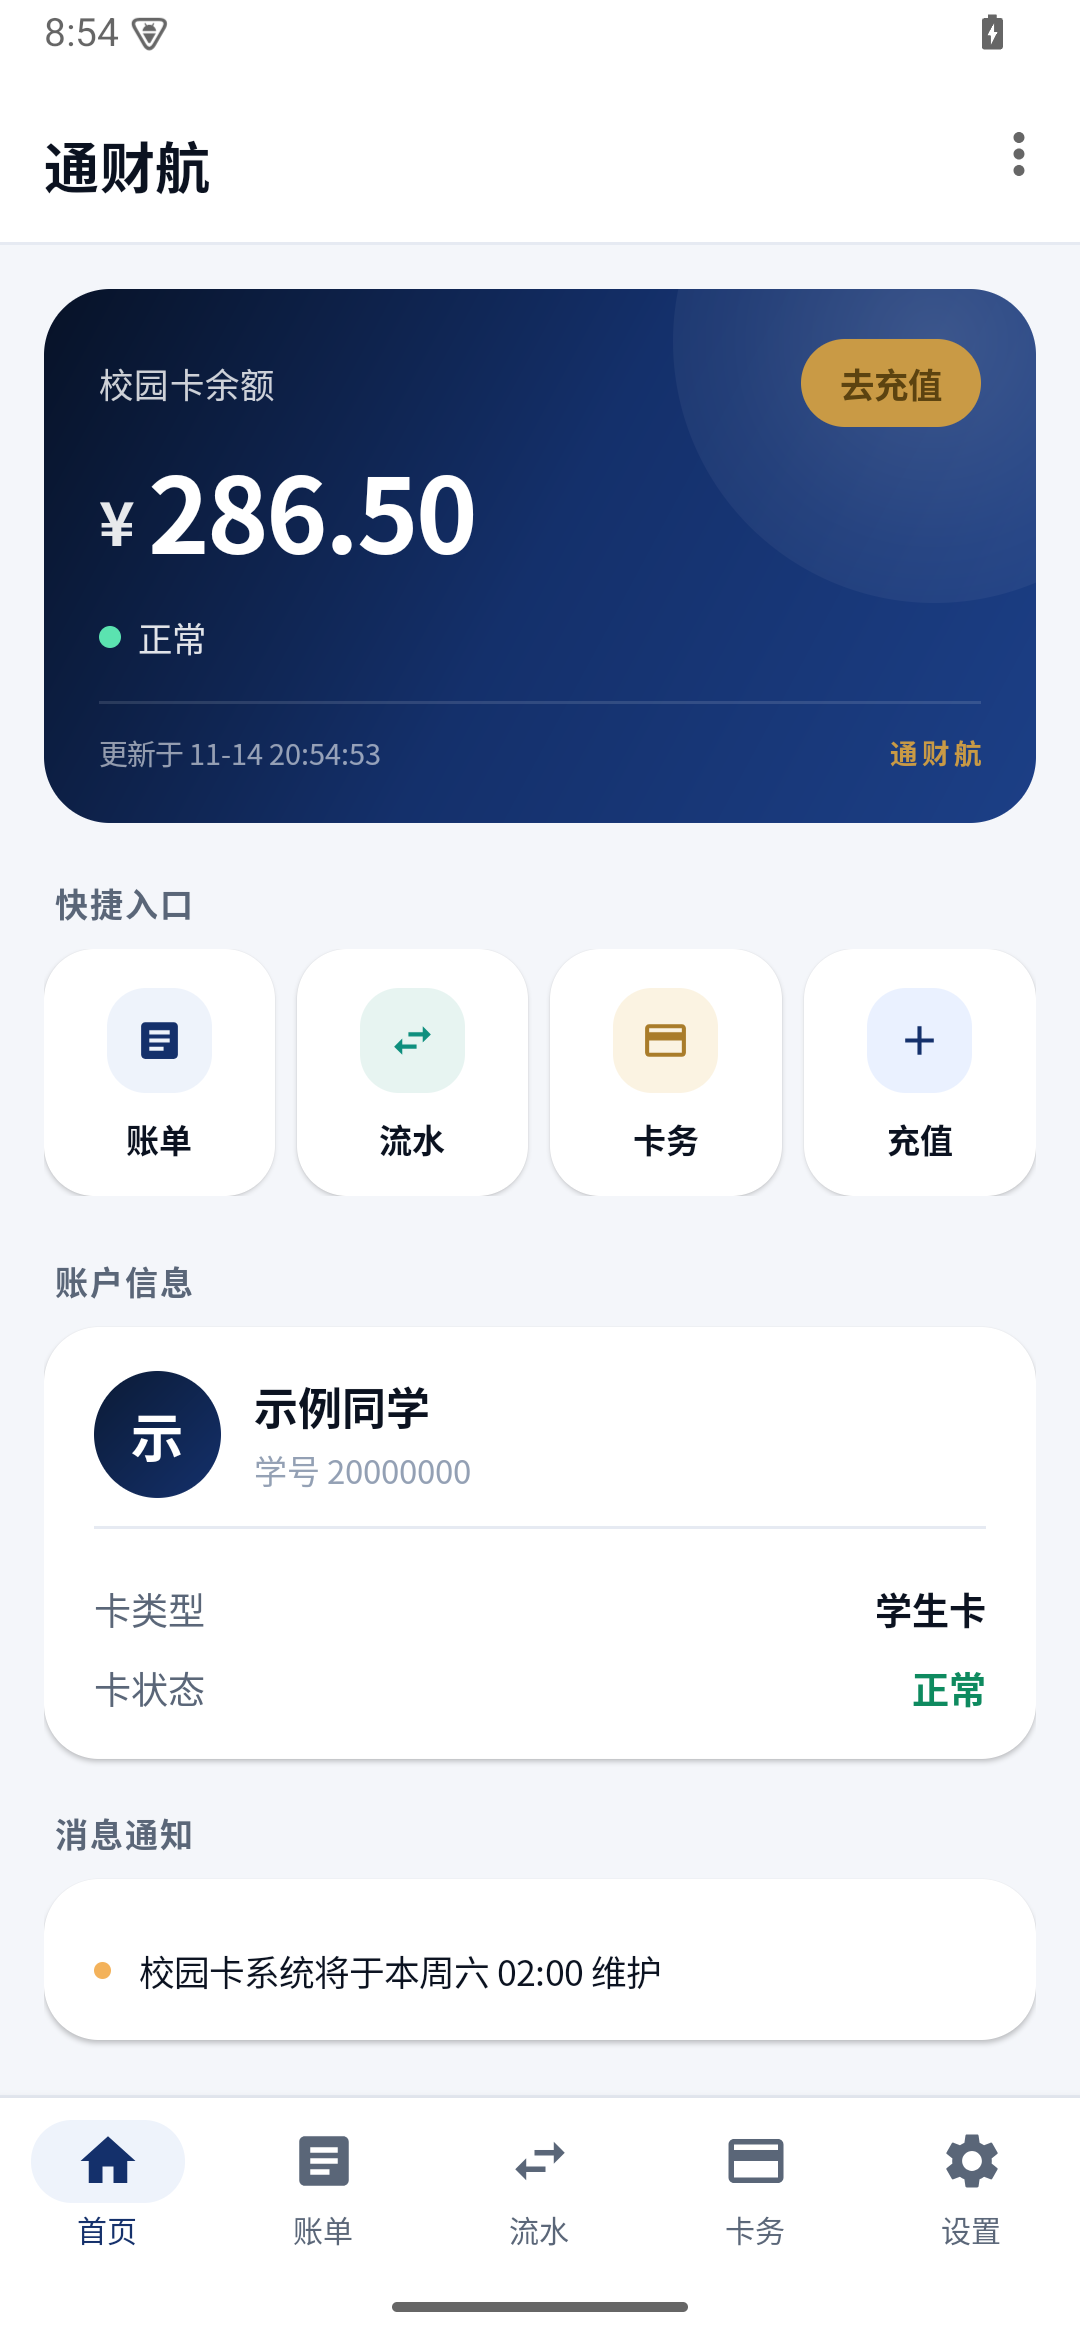 8:54
通财航
校园卡余额
去充值
¥ 286.50
正常
更新于 11-14 20:54:53
通财航
快捷入口
账单
流水
卡务
充值
账户信息
示
示例同学
学号 20000000
卡类型
学生卡
卡状态
正常
消息通知
校园卡系统将于本周六 02:00 维护
首页
账单
流水
卡务
设置